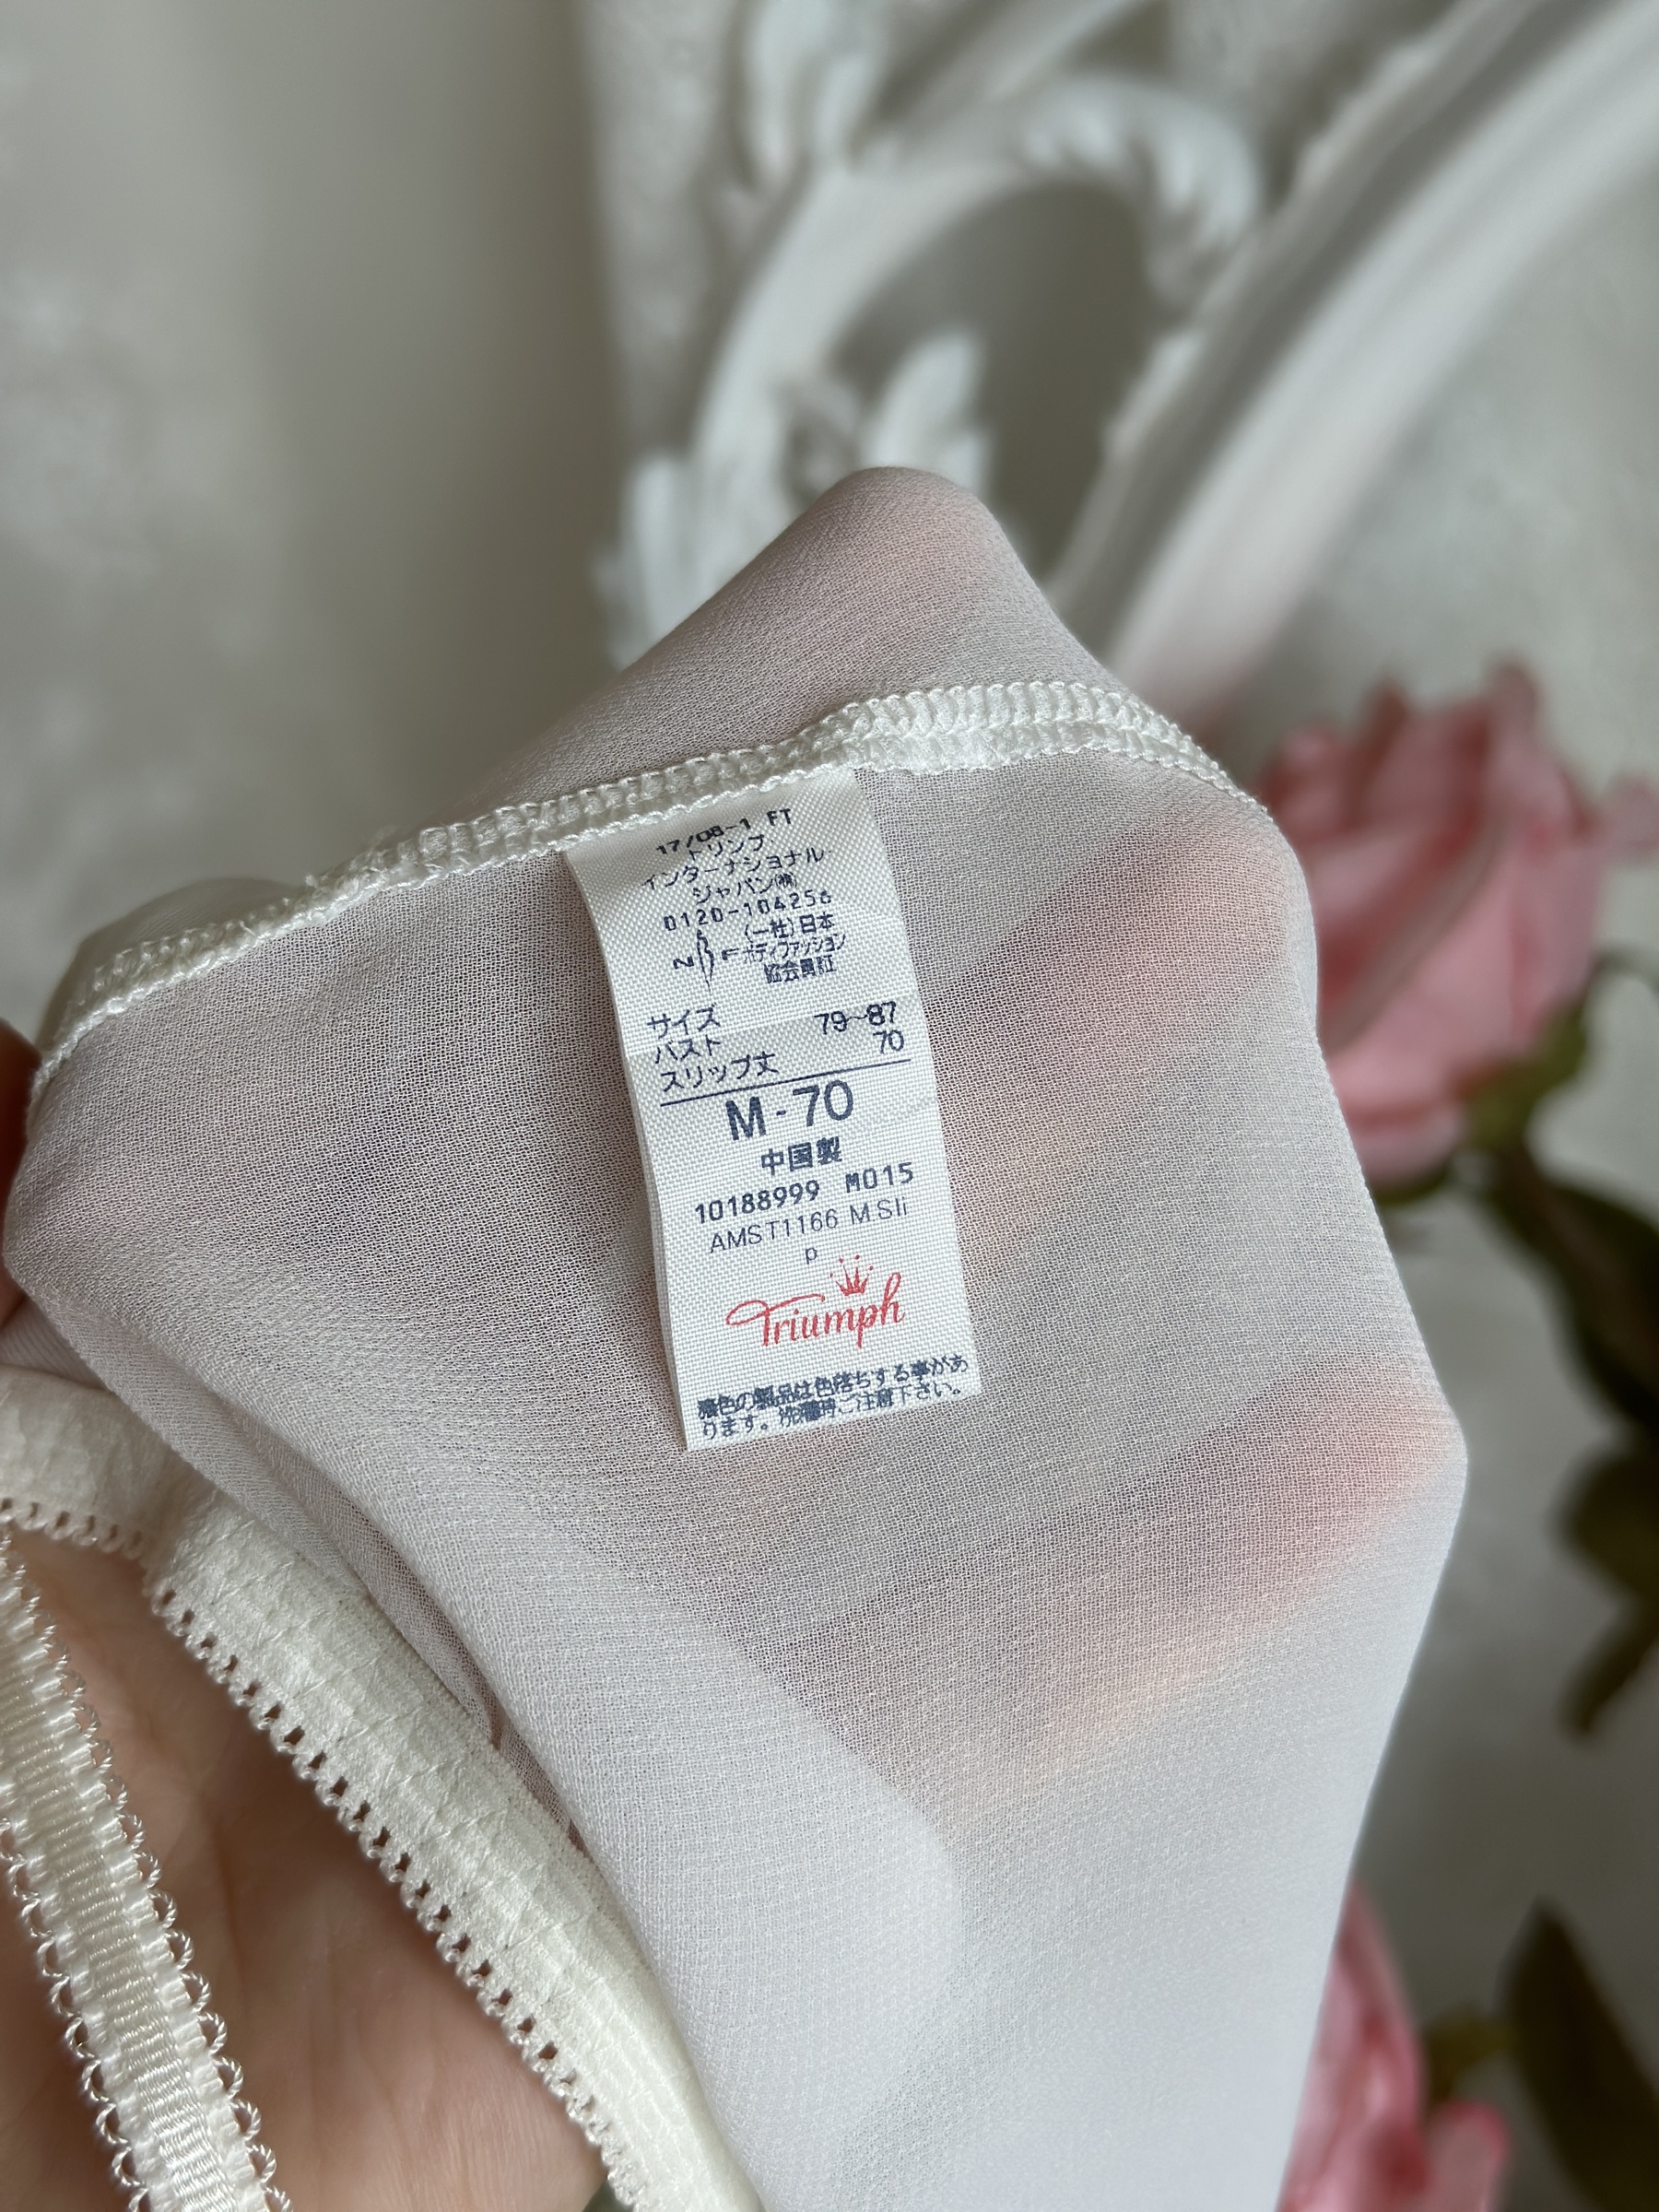 17/08-1 FT
トリンプ
インターナショナル
ジャパン㈱
0120-104256
(一社)日本
NBF ボディファッション
協会員証
サイズ
バスト 79~87
スリップ丈 70
M-70
中国製
10188999 M015
AMST1166 M.Sli
p
Triumph
濃色の製品は色落ちする事があ
ります。洗濯時ご注意下さい。